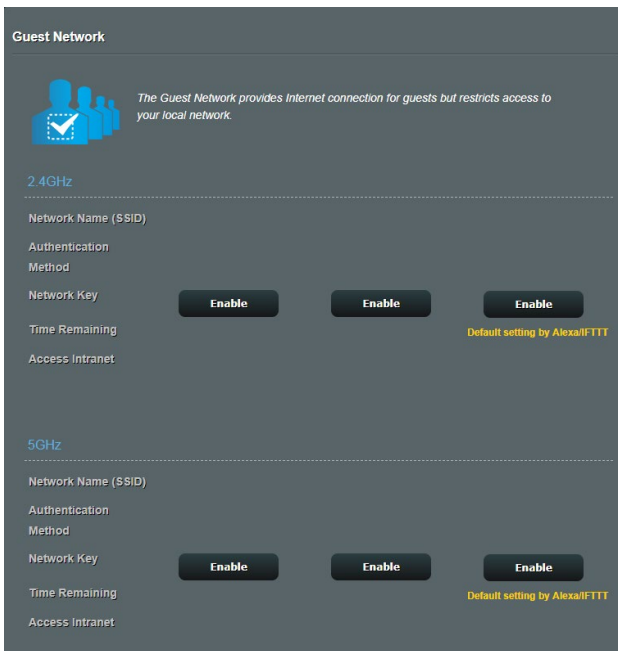 Guest Network
The Guest Network provides Internet connection for guests but restricts access to
your local network.
2.4GHz
Network Name (SSID)
Authentication
Method
Network Key
Enable Enable Enable
Time Remaining
Default setting by Alexa/IFTTT
Access Intranet
5GHz
Network Name (SSID)
Authentication
Method
Network Key
Enable Enable Enable
Time Remaining
Default setting by Alexa/IFTTT
Access Intranet